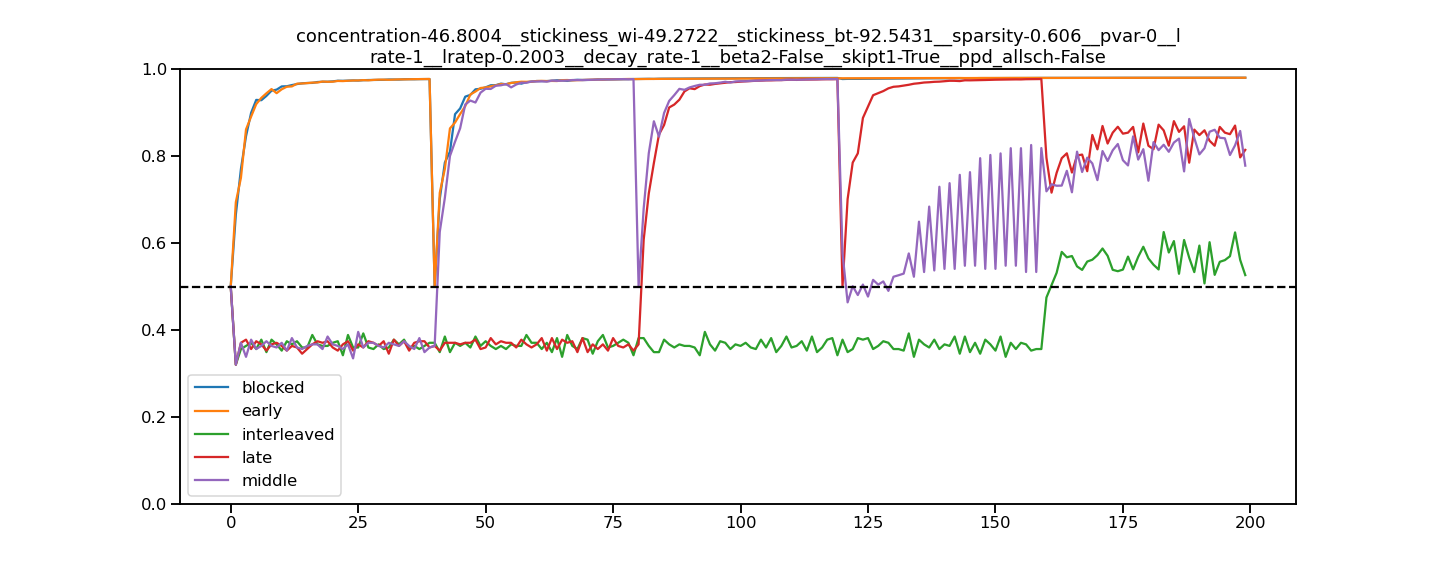 concentration-46.8004__stickiness_wi-49.2722__stickiness_bt-92.5431__sparsity-0.606__pvar-0__l
rate-1__lratep-0.2003__decay_rate-1__beta2-False__skipt1-True__ppd_allsch-False
1.0
0.8
0.6
0.4
0.2
0.0
blocked
early
interleaved
late
middle
0 25 50 75 100 125 150 175 200